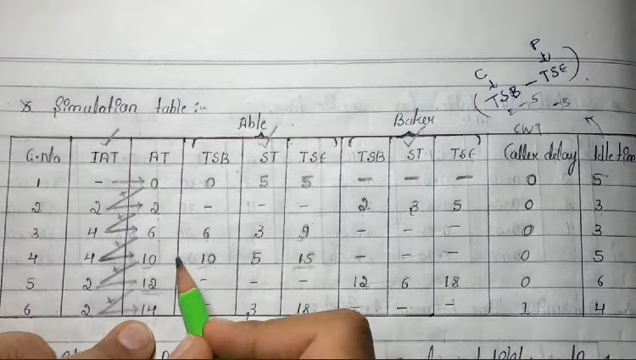 P
C
(TSB - TSE)
* Simulation table :-
Able Baker
CWT
C.No IAT AT TSB ST TSE TSB ST TSE Caller delay Idle Time
1 - 0 0 5 5 - - - 0 5
2 2 2 - - - 2 3 5 0 3
3 4 6 6 3 9 - - - 0 3
4 4 10 10 5 15 - - - 0 5
5 2 12 - - - 12 6 18 0 6
6 2 14 3 18 - - - 1 4